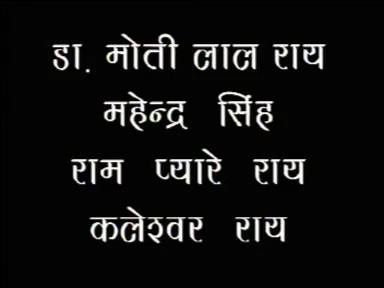 डा. मोती लाल राय
महेन्द्र सिंह
राम प्यारे राय
कलेश्वर राय